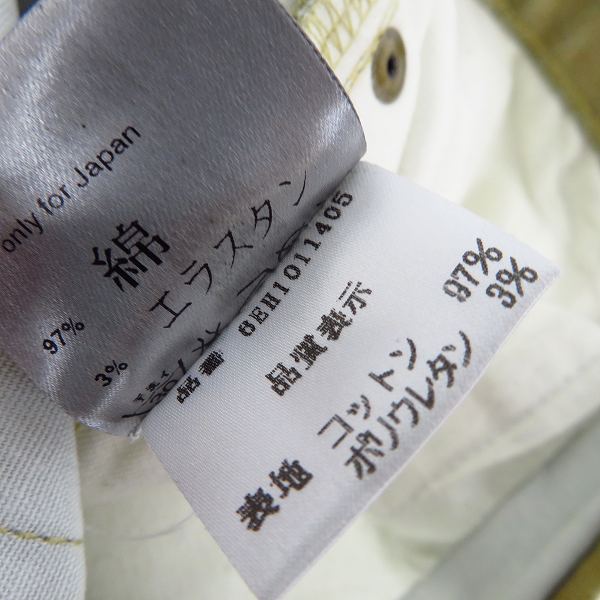 only for Japan
97% 綿
3% エラスタン
品番 6EH1011405
品質表示
表地 コットン 97%
ポリウレタン 3%